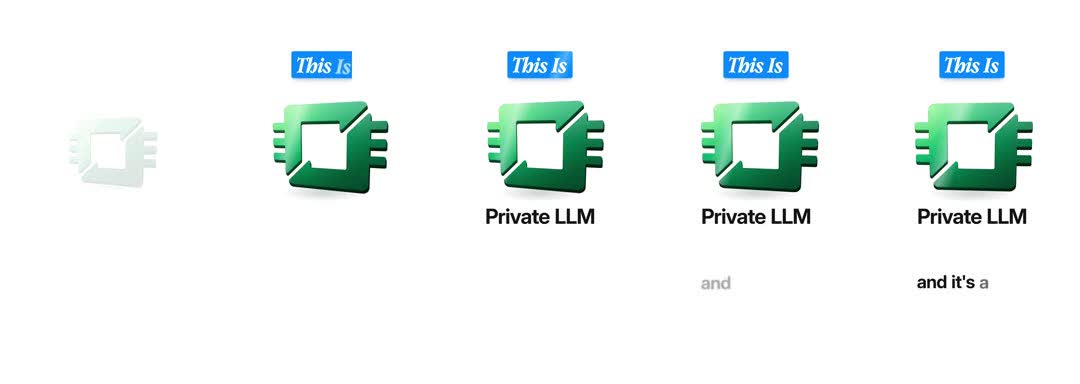 This Is
This Is
This Is
This Is
Private LLM
Private LLM
Private LLM
and
and it's a